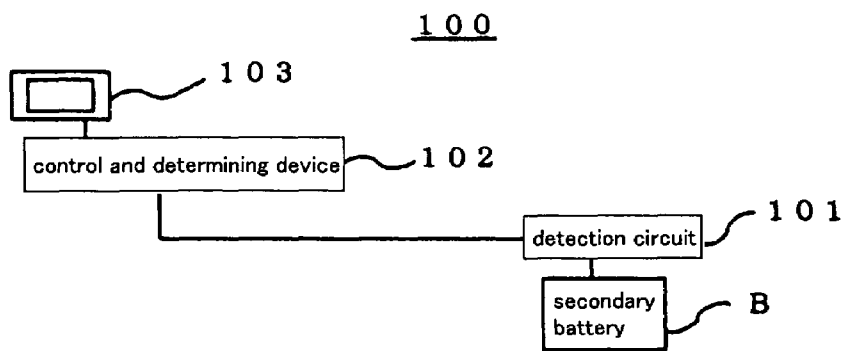 100
103
control and determining device
102
detection circuit
101
secondary
battery
B